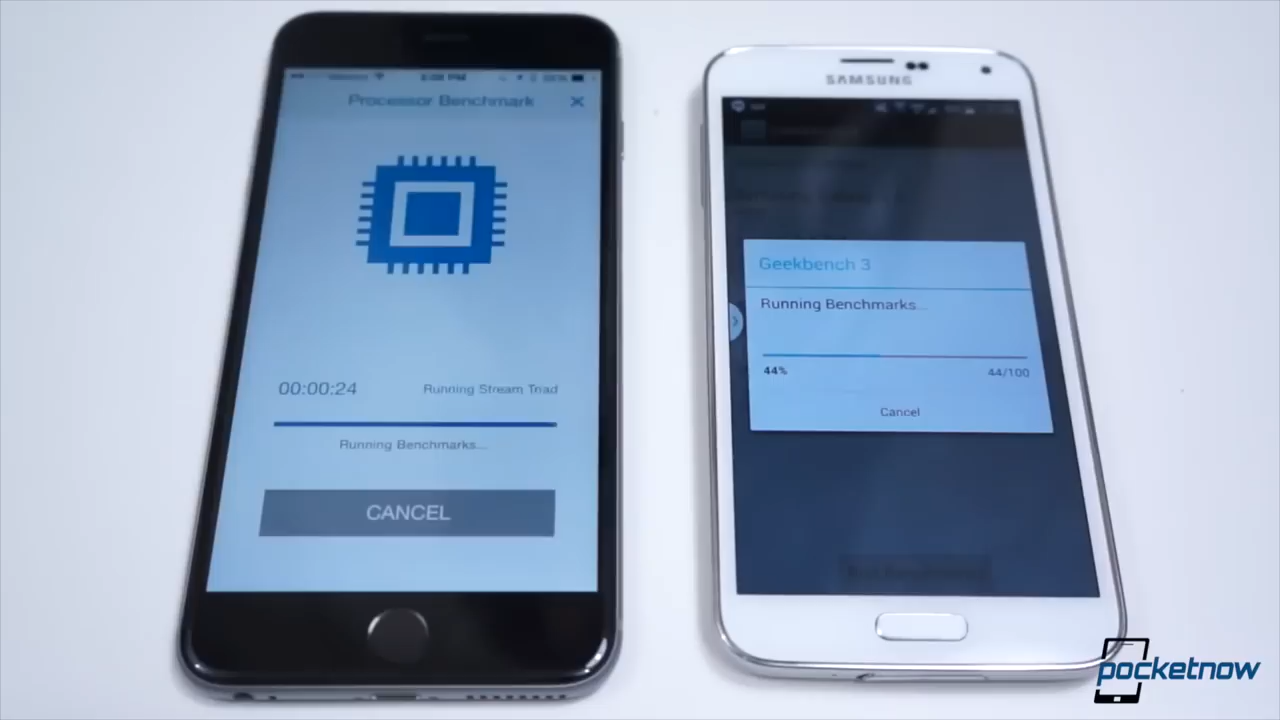 Processor Benchmark
00:00:24
Running Stream Triad
Running Benchmarks...
CANCEL
SAMSUNG
Geekbench 3
Running Benchmarks...
44%
44/100
Cancel
pocketnow